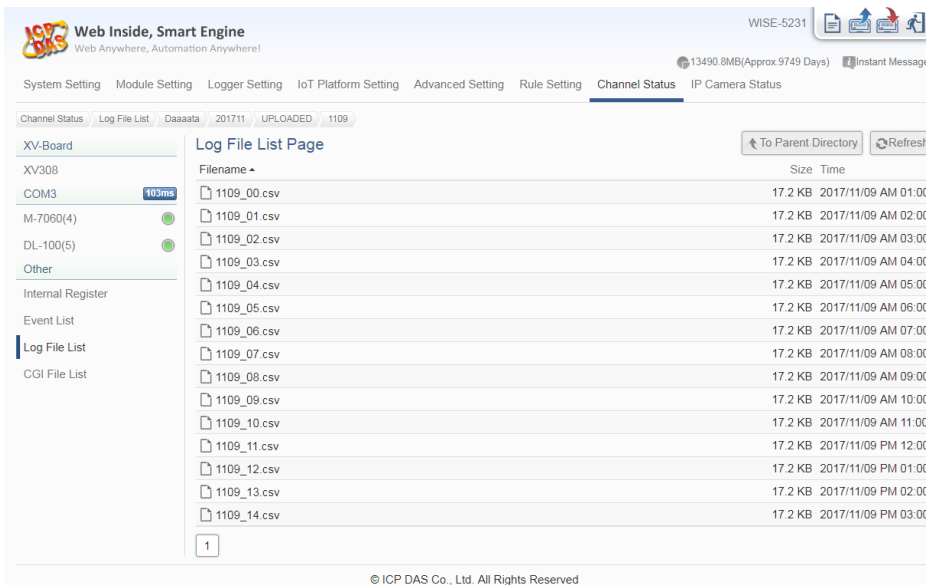 ICP DAS
Web Inside, Smart Engine
Web Anywhere, Automation Anywhere!
WISE-5231
13490.8MB(Approx.9749 Days) Instant Message
System Setting Module Setting Logger Setting IoT Platform Setting Advanced Setting Rule Setting Channel Status IP Camera Status
Channel Status Log File List Daaaata 201711 UPLOADED 1109
XV-Board
XV308
COM3 103ms
M-7060(4)
DL-100(5)
Other
Internal Register
Event List
Log File List
CGI File List
Log File List Page
To Parent Directory Refresh
Filename Size Time
1109_00.csv 17.2 KB 2017/11/09 AM 01:00
1109_01.csv 17.2 KB 2017/11/09 AM 02:00
1109_02.csv 17.2 KB 2017/11/09 AM 03:00
1109_03.csv 17.2 KB 2017/11/09 AM 04:00
1109_04.csv 17.2 KB 2017/11/09 AM 05:00
1109_05.csv 17.2 KB 2017/11/09 AM 06:00
1109_06.csv 17.2 KB 2017/11/09 AM 07:00
1109_07.csv 17.2 KB 2017/11/09 AM 08:00
1109_08.csv 17.2 KB 2017/11/09 AM 09:00
1109_09.csv 17.2 KB 2017/11/09 AM 10:00
1109_10.csv 17.2 KB 2017/11/09 AM 11:00
1109_11.csv 17.2 KB 2017/11/09 PM 12:00
1109_12.csv 17.2 KB 2017/11/09 PM 01:00
1109_13.csv 17.2 KB 2017/11/09 PM 02:00
1109_14.csv 17.2 KB 2017/11/09 PM 03:00
1
© ICP DAS Co., Ltd. All Rights Reserved